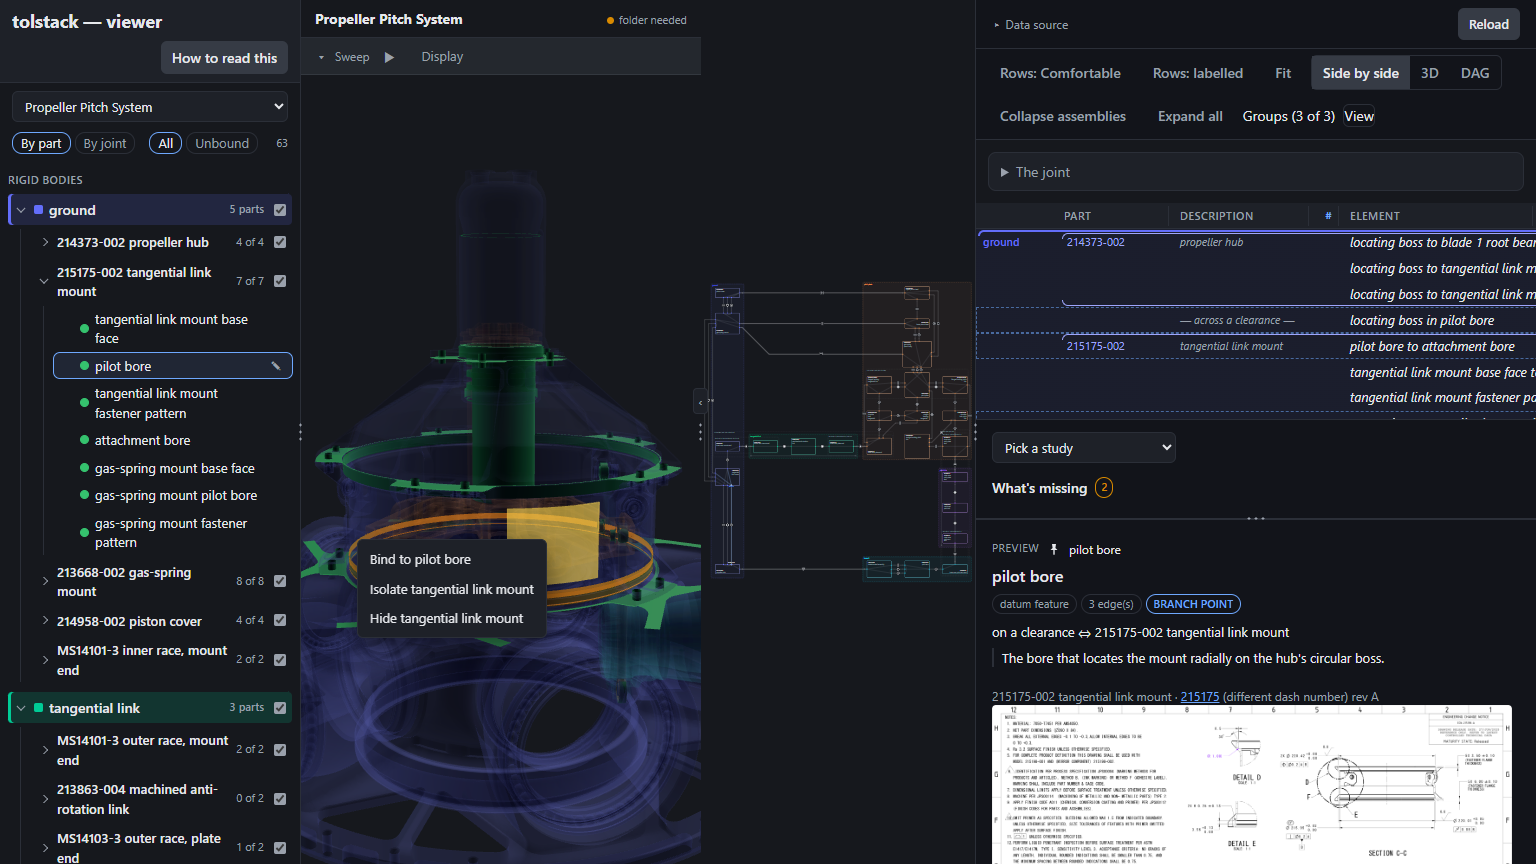 tolstack — viewer
How to read this
Propeller Pitch System
By part
By joint
All
Unbound
63
RIGID BODIES
ground
5 parts
214373-002 propeller hub
4 of 4
215175-002 tangential link
mount
7 of 7
tangential link mount base
face
pilot bore
tangential link mount
fastener pattern
attachment bore
gas-spring mount base face
gas-spring mount pilot bore
gas-spring mount fastener
pattern
213668-002 gas-spring
mount
8 of 8
214958-002 piston cover
4 of 4
MS14101-3 inner race, mount
end
2 of 2
tangential link
3 parts
MS14101-3 outer race, mount
end
2 of 2
213863-004 machined anti-
rotation link
0 of 2
MS14103-3 outer race, plate
end
1 of 2
Propeller Pitch System
folder needed
Sweep
Display
Bind to pilot bore
Isolate tangential link mount
Hide tangential link mount
Data source
Reload
Rows: Comfortable
Rows: labelled
Fit
Side by side
3D
DAG
Collapse assemblies
Expand all
Groups (3 of 3)
View
The joint
PART
DESCRIPTION
#
ELEMENT
ground
214373-002
propeller hub
locating boss to blade 1 root bear
locating boss to tangential link m
locating boss to tangential link m
— across a clearance —
locating boss in pilot bore
215175-002
tangential link mount
pilot bore to attachment bore
tangential link mount base face t
tangential link mount fastener pa
Pick a study
What's missing
2
PREVIEW
pilot bore
pilot bore
datum feature
3 edge(s)
BRANCH POINT
on a clearance ⇔ 215175-002 tangential link mount
The bore that locates the mount radially on the hub's circular boss.
215175-002 tangential link mount · 215175 (different dash number) rev A
12 11 10 9 8 7 6 5 4 3 2 1
NOTES:
DETAIL D
DETAIL E
SECTION C-C